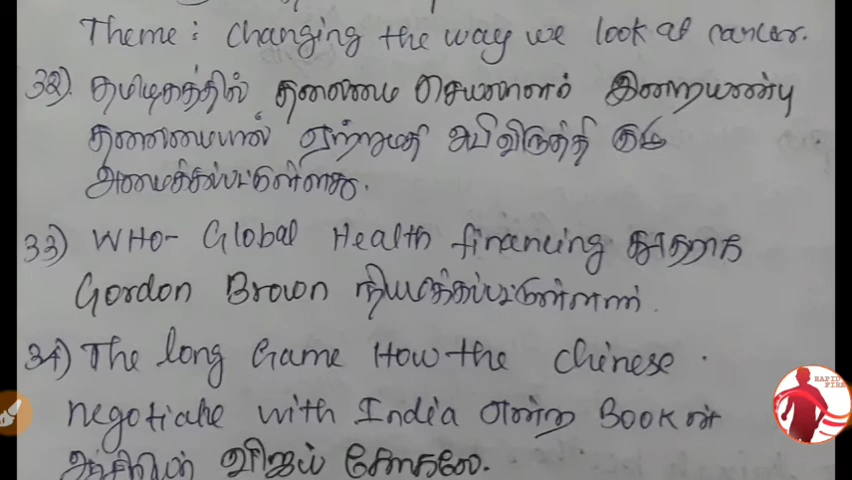 Theme: changing the way we look at cancer.
32). தமிழகத்தில் தலைமை செயலாளர் இறையன்பு
தலைமையில் ஏற்றுமதி அபிவிருத்தி குழு
அமைக்கப்பட்டுள்ளது.
33) WHO- Global Health financing தூதராக
Gordon Brown நியமிக்கப்பட்டுள்ளார்.
34) The long Game How the Chinese
negotiate with India என்ற Book ன்
ஆசிரியர் விஜய் கோகலே.
RAPID FIRE